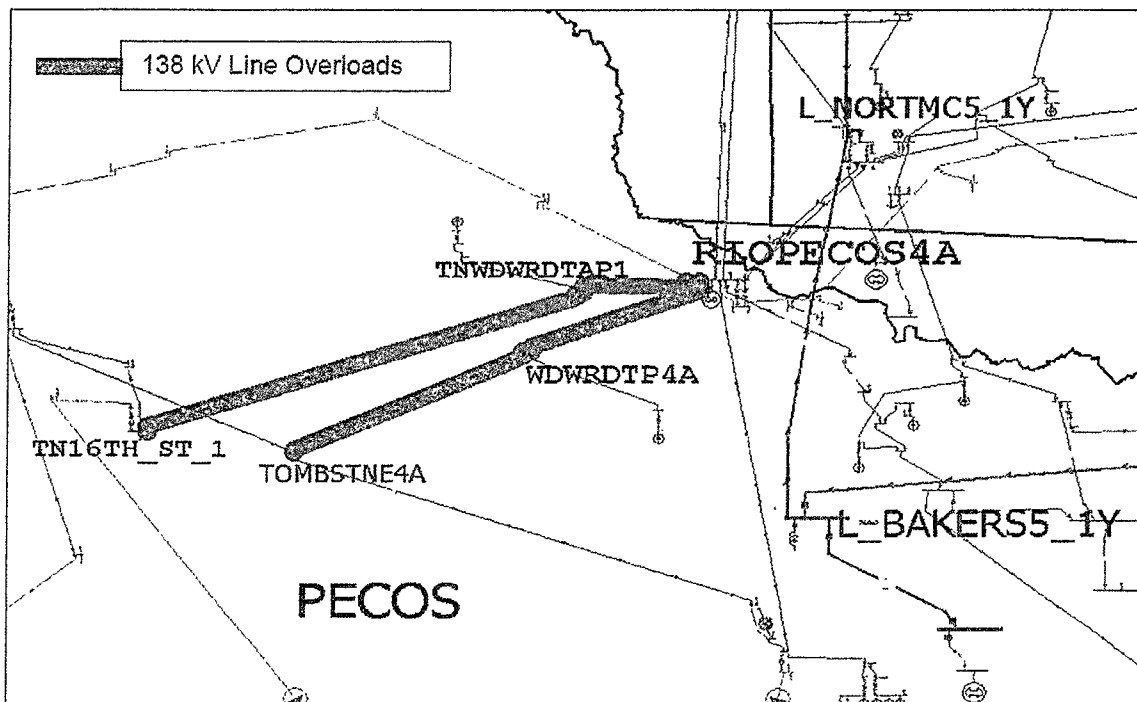 138 kV Line Overloads
L_NORTMC5_1Y
RIOPECOS4A
TNWDWRDTAP1
WDWRDTP4A
TN16TH_ST_1
TOMBSTNE4A
L_BAKERS5_1Y
PECOS